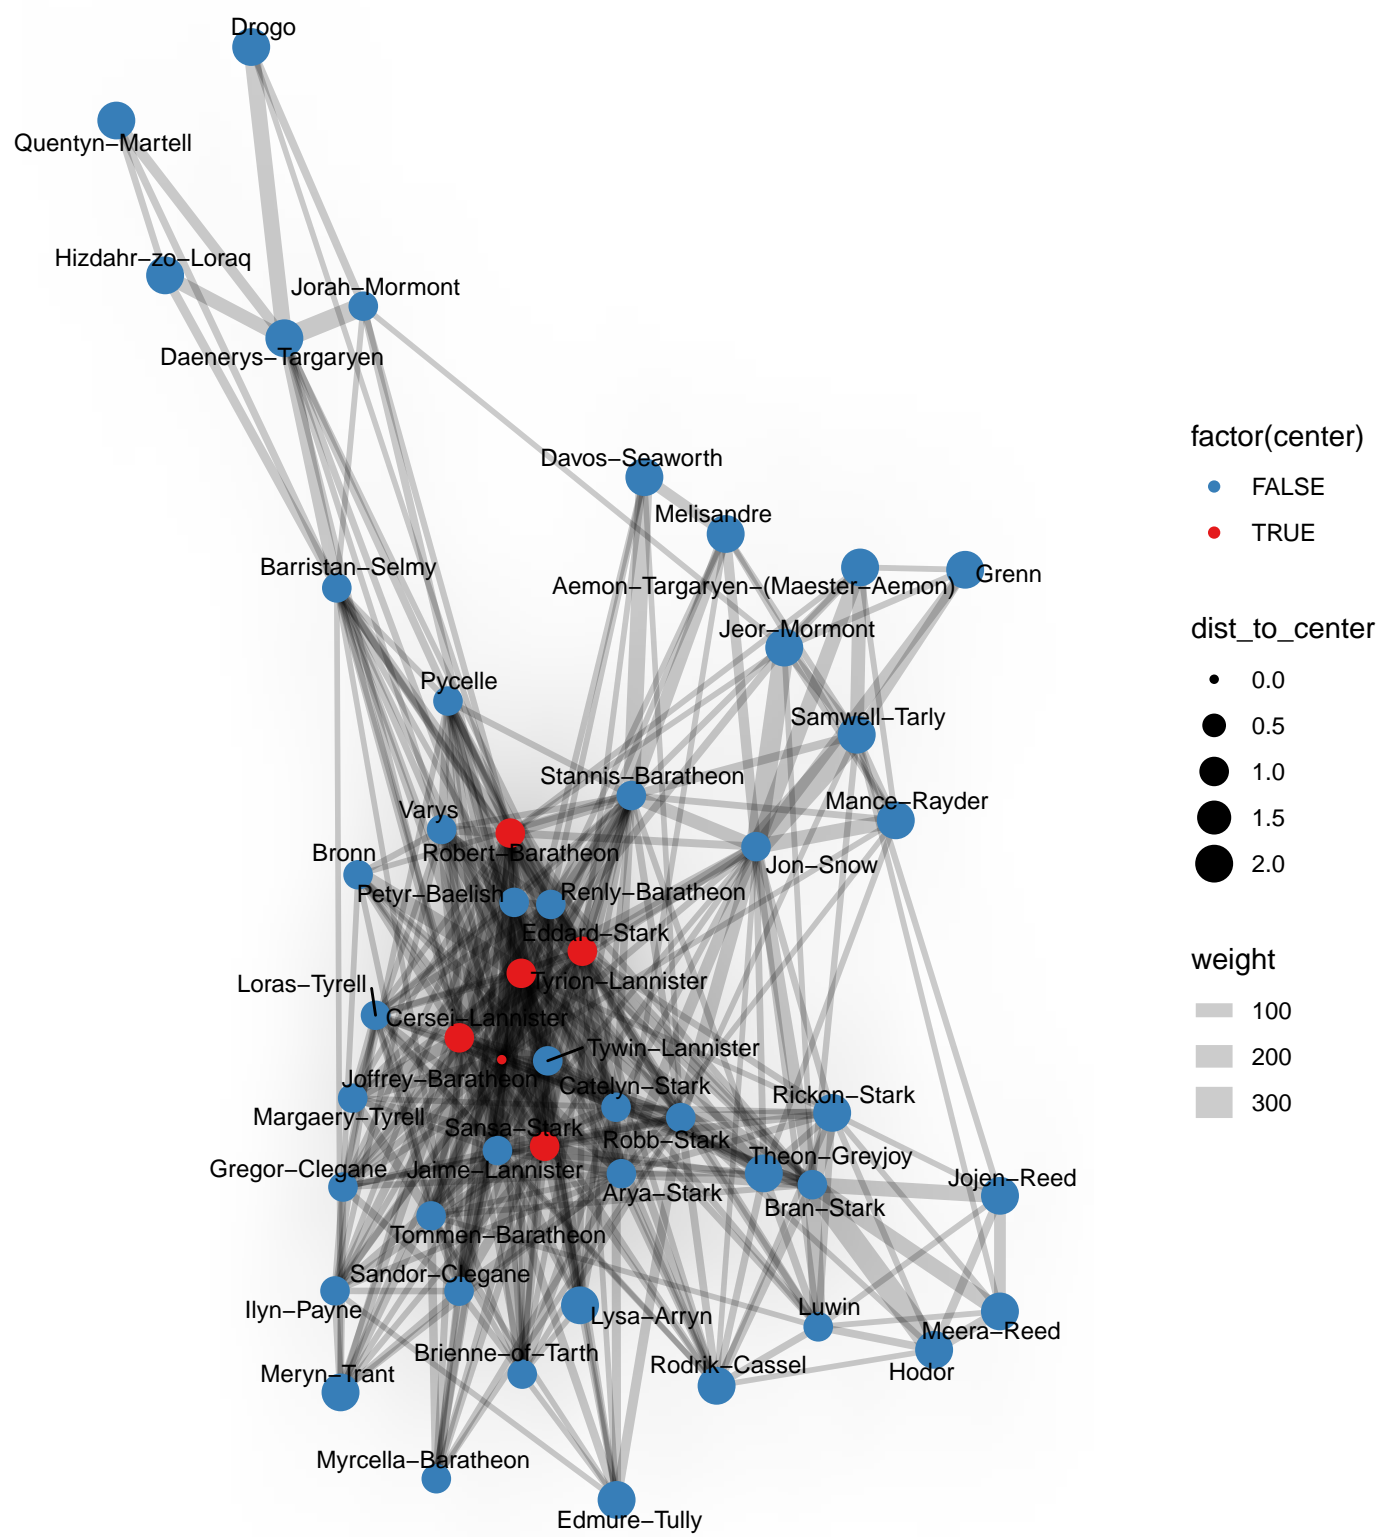 Drogo
Quentyn−Martell
Hizdahr−zo−Loraq
Jorah−Mormont
Daenerys−Targaryen
Davos−Seaworth
Melisandre
Barristan−Selmy
Aemon−Targaryen−(Maester−Aemon)
Grenn
Jeor−Mormont
Pycelle
Samwell−Tarly
Stannis−Baratheon
Mance−Rayder
Varys
Robert−Baratheon
Bronn
Jon−Snow
Petyr−Baelish
Renly−Baratheon
Eddard−Stark
Tyrion−Lannister
Loras−Tyrell
Cersei−Lannister
Tywin−Lannister
Joffrey−Baratheon
Catelyn−Stark
Rickon−Stark
Margaery−Tyrell
Sansa−Stark
Robb−Stark
Theon−Greyjoy
Gregor−Clegane
Jaime−Lannister
Arya−Stark
Jojen−Reed
Bran−Stark
Tommen−Baratheon
Sandor−Clegane
Ilyn−Payne
Lysa−Arryn
Luwin
Meera−Reed
Brienne−of−Tarth
Rodrik−Cassel
Hodor
Meryn−Trant
Myrcella−Baratheon
Edmure−Tully
factor(center)
FALSE
TRUE
dist_to_center
0.0
0.5
1.0
1.5
2.0
weight
100
200
300